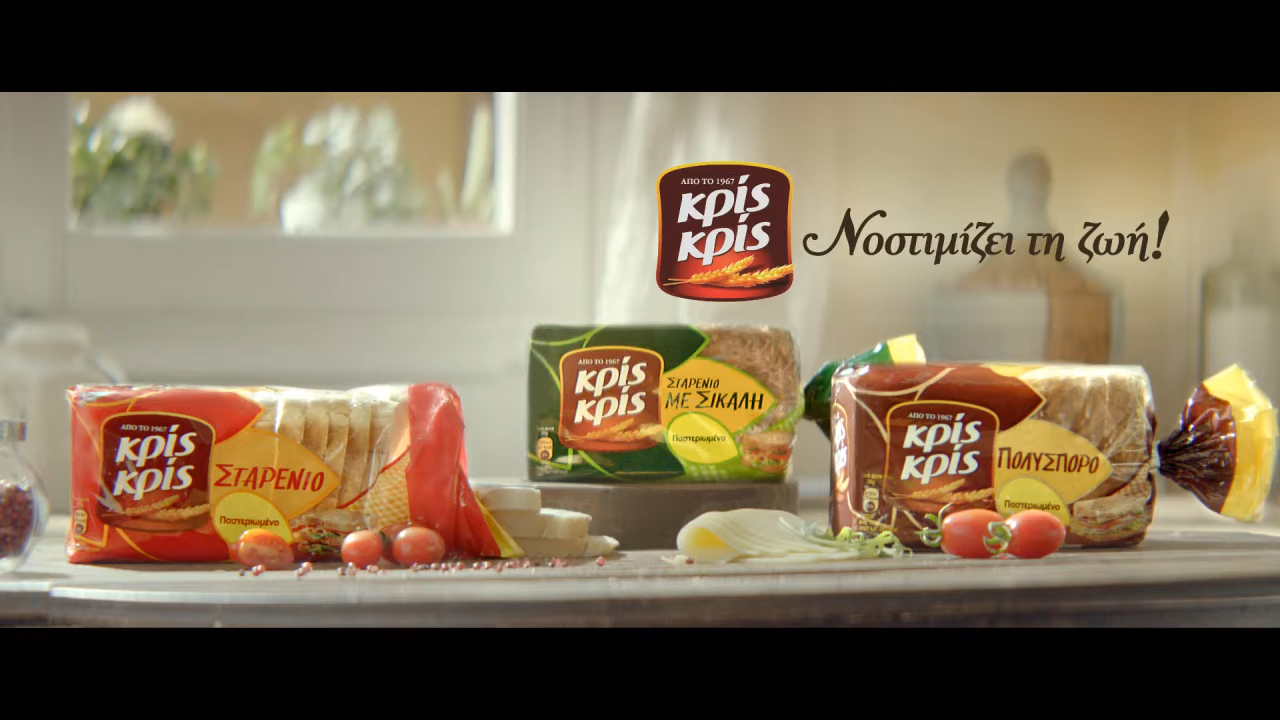 ΑΠΟ ΤΟ 1967
κρίς
κρίς
Νοστιμίζει τη ζωή!
ΑΠΟ ΤΟ 1967
κρίς
κρίς
ΣΤΑΡΕΝΙΟ
Παστεριωμένο
ΑΠΟ ΤΟ 1967
κρίς
κρίς
ΣΤΑΡΕΝΙΟ
ΜΕ ΣΙΚΑΛΗ
Παστεριωμένο
ΑΠΟ ΤΟ 1967
κρίς
κρίς
ΠΟΛΥΣΠΟΡΟ
Παστεριωμένο